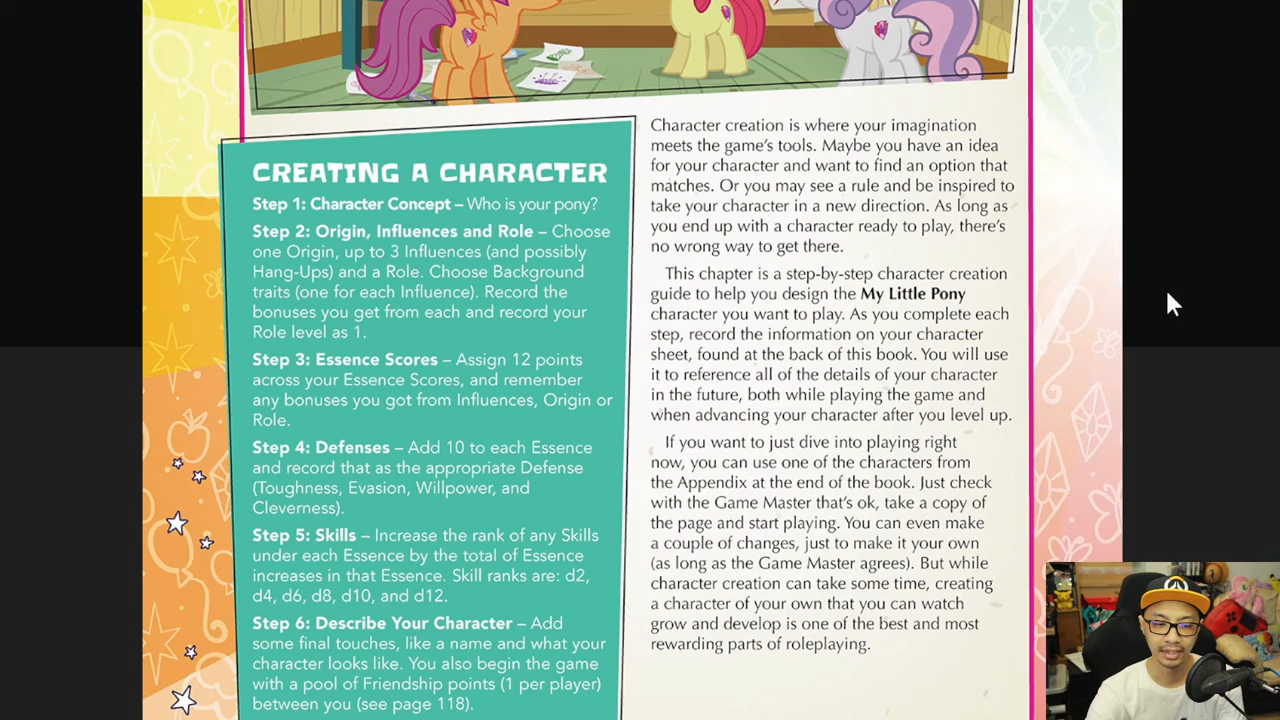 CREATING A CHARACTER
Step 1: Character Concept – Who is your pony?
Step 2: Origin, Influences and Role – Choose
one Origin, up to 3 Influences (and possibly
Hang-Ups) and a Role. Choose Background
traits (one for each Influence). Record the
bonuses you get from each and record your
Role level as 1.
Step 3: Essence Scores – Assign 12 points
across your Essence Scores, and remember
any bonuses you got from Influences, Origin or
Role.
Step 4: Defenses – Add 10 to each Essence
and record that as the appropriate Defense
(Toughness, Evasion, Willpower, and
Cleverness).
Step 5: Skills – Increase the rank of any Skills
under each Essence by the total of Essence
increases in that Essence. Skill ranks are: d2,
d4, d6, d8, d10, and d12.
Step 6: Describe Your Character – Add
some final touches, like a name and what your
character looks like. You also begin the game
with a pool of Friendship points (1 per player)
between you (see page 118).
Character creation is where your imagination
meets the game's tools. Maybe you have an idea
for your character and want to find an option that
matches. Or you may see a rule and be inspired to
take your character in a new direction. As long as
you end up with a character ready to play, there's
no wrong way to get there.
This chapter is a step-by-step character creation
guide to help you design the My Little Pony
character you want to play. As you complete each
step, record the information on your character
sheet, found at the back of this book. You will use
it to reference all of the details of your character
in the future, both while playing the game and
when advancing your character after you level up.
If you want to just dive into playing right
now, you can use one of the characters from
the Appendix at the end of the book. Just check
with the Game Master that's ok, take a copy of
the page and start playing. You can even make
a couple of changes, just to make it your own
(as long as the Game Master agrees). But while
character creation can take some time, creating
a character of your own that you can watch
grow and develop is one of the best and most
rewarding parts of roleplaying.